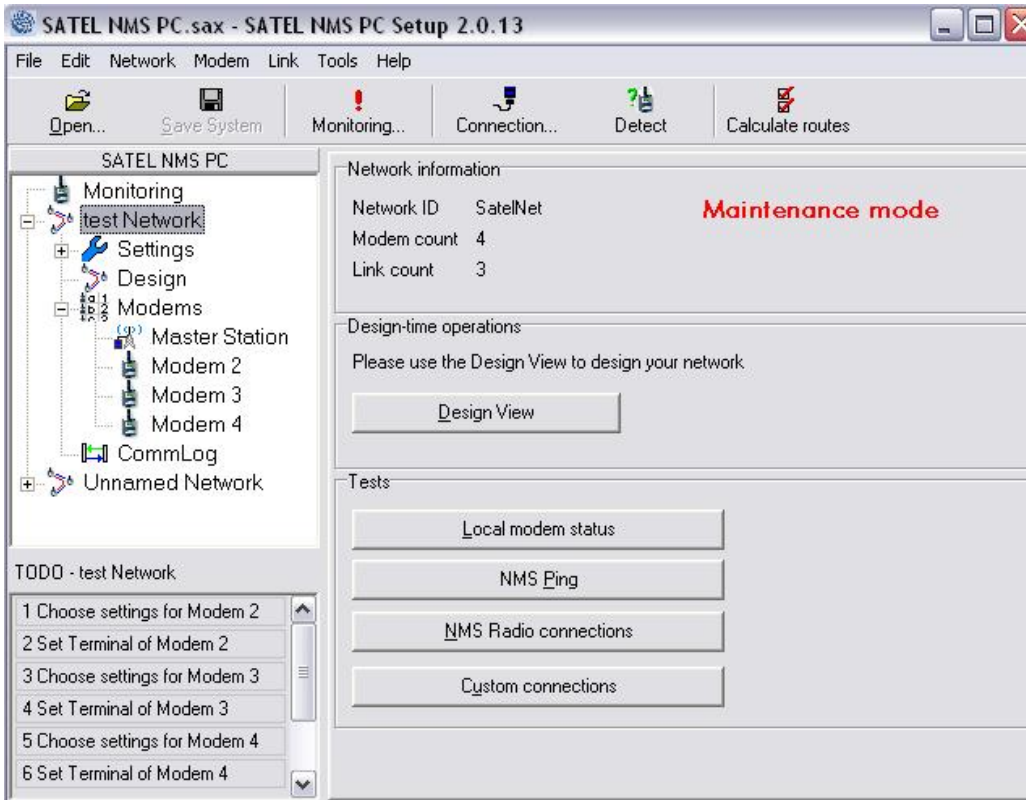 SATEL NMS PC.sax - SATEL NMS PC Setup 2.0.13
File Edit Network Modem Link Tools Help
Open... Save System Monitoring... Connection... Detect Calculate routes
SATEL NMS PC
Monitoring
test Network
Settings
Design
Modems
Master Station
Modem 2
Modem 3
Modem 4
CommLog
Unnamed Network
TODO - test Network
1 Choose settings for Modem 2
2 Set Terminal of Modem 2
3 Choose settings for Modem 3
4 Set Terminal of Modem 3
5 Choose settings for Modem 4
6 Set Terminal of Modem 4
Network information
Network ID SatelNet
Maintenance mode
Modem count 4
Link count 3
Design-time operations
Please use the Design View to design your network
Design View
Tests
Local modem status
NMS Ping
NMS Radio connections
Custom connections